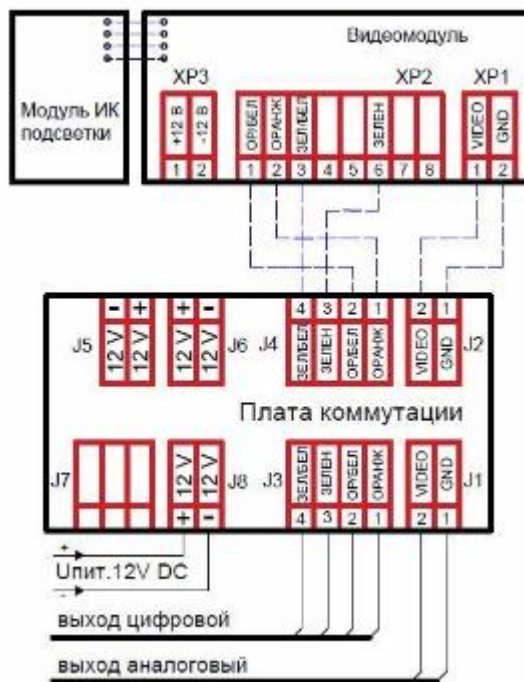 Видеомодуль
Модуль ИК
подсветки
XP3
XP2
XP1
+12 В
-12 В
ОР/БЕЛ
ОРАНЖ
ЗЕЛ/БЕЛ
ЗЕЛЕН
VIDEO
GND
1 2
1 2 3 4 5 6 7 8
1 2
- +
+ -
4 3 2 1
2 1
J5
12 V
12 V
12 V
12 V
J6
J4
ЗЕЛ/БЕЛ
ЗЕЛЕН
ОР/БЕЛ
ОРАНЖ
VIDEO
GND
J2
Плата коммутации
J7
12 V
12 V
J8
J3
ЗЕЛ/БЕЛ
ЗЕЛЕН
ОР/БЕЛ
ОРАНЖ
VIDEO
GND
J1
+ -
4 3 2 1
2 1
+
Uпит.12V DC
-
выход цифровой
выход аналоговый